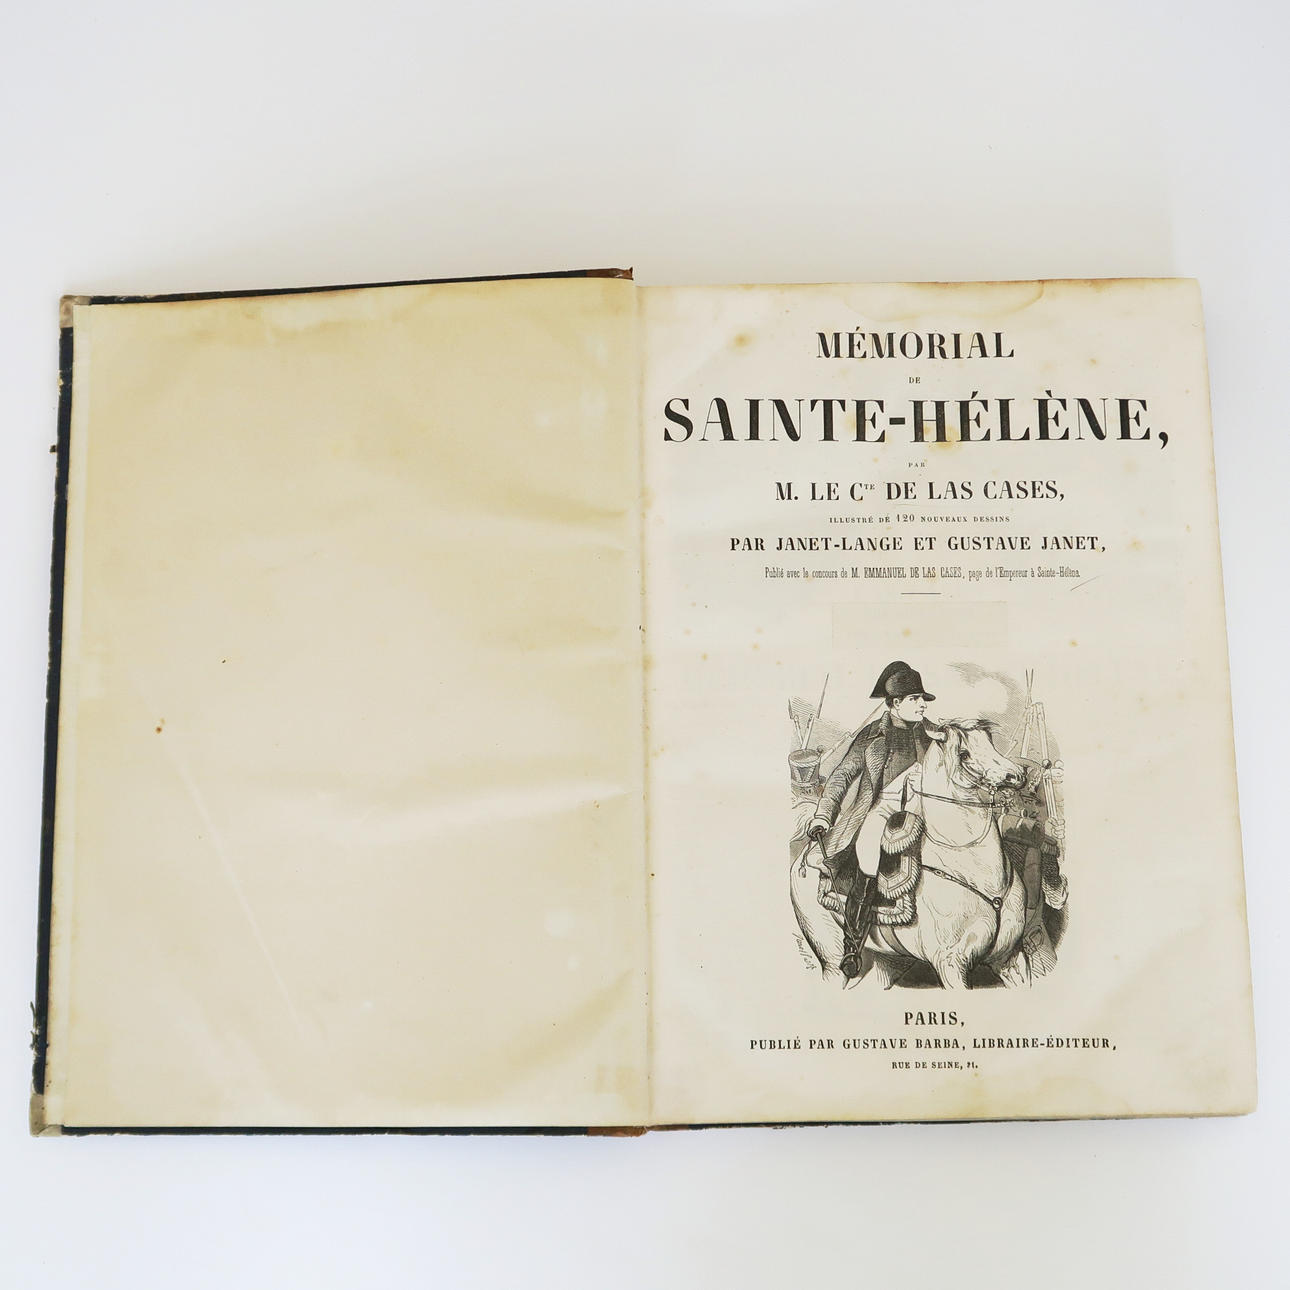 MÉMORIAL
DE
SAINTE-HÉLÈNE,
PAR
M. LE Cᵗᴱ DE LAS CASES,
ILLUSTRÉ DE 120 NOUVEAUX DESSINS
PAR JANET-LANGE ET GUSTAVE JANET,
Publié avec le concours de M. EMMANUEL DE LAS CASES, page de l'Empereur à Sainte-Hélène.
PARIS,
PUBLIÉ PAR GUSTAVE BARBA, LIBRAIRE-ÉDITEUR,
RUE DE SEINE,